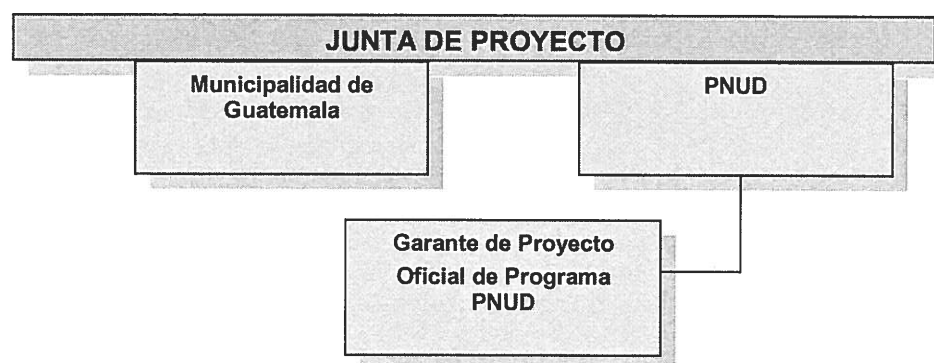 JUNTA DE PROYECTO
Municipalidad de
Guatemala
PNUD
Garante de Proyecto
Oficial de Programa
PNUD